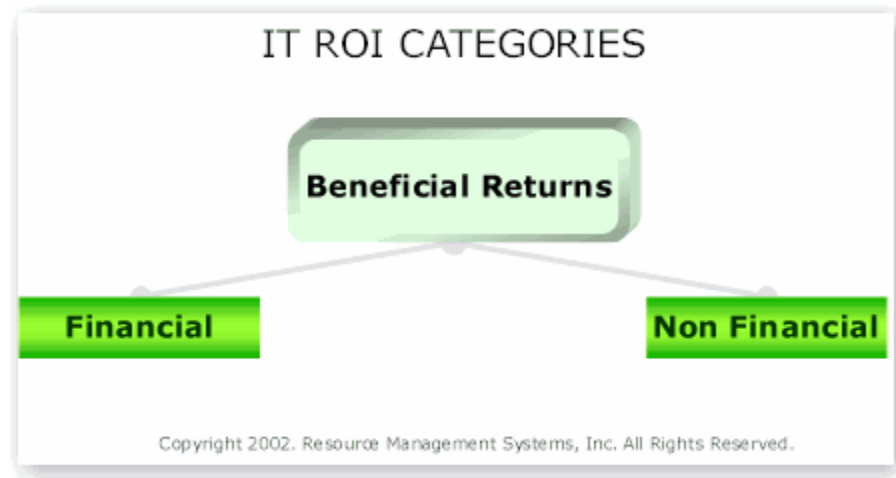 IT ROI CATEGORIES
Beneficial Returns
Financial
Non Financial
Copyright 2002. Resource Management Systems, Inc. All Rights Reserved.